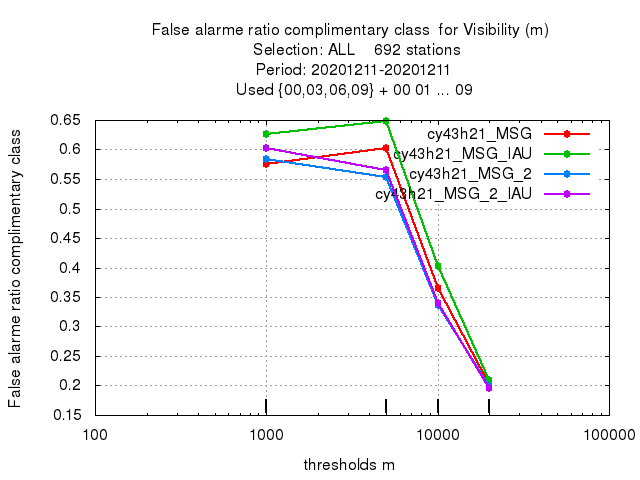 False alarme ratio complimentary class  for Visibility (m)
Selection: ALL    692 stations
Period: 20201211-20201211
Used {00,03,06,09} + 00 01 ... 09
False alarme ratio complimentary class
0.65
0.6
0.55
0.5
0.45
0.4
0.35
0.3
0.25
0.2
0.15
cy43h21_MSG
cy43h21_MSG_IAU
cy43h21_MSG_2
cy43h21_MSG_2_IAU
100 1000 10000 100000
thresholds m